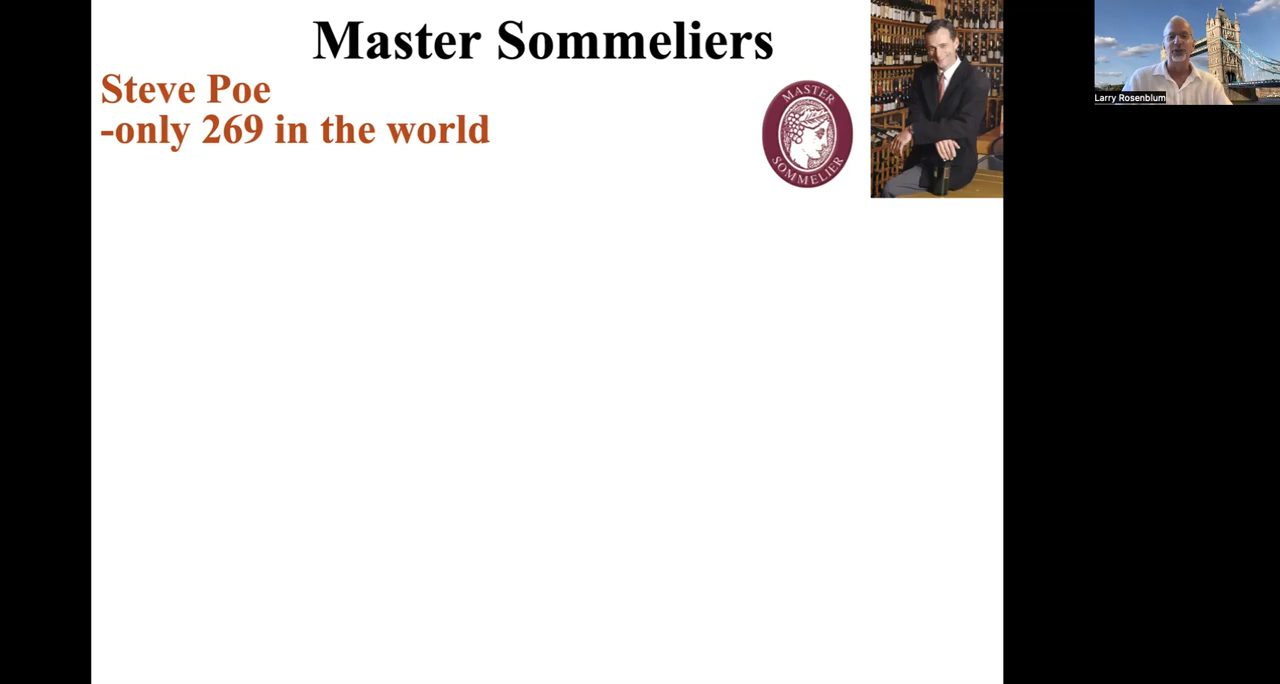 Master Sommeliers
Steve Poe
-only 269 in the world
MASTER
SOMMELIER
Larry Rosenblum